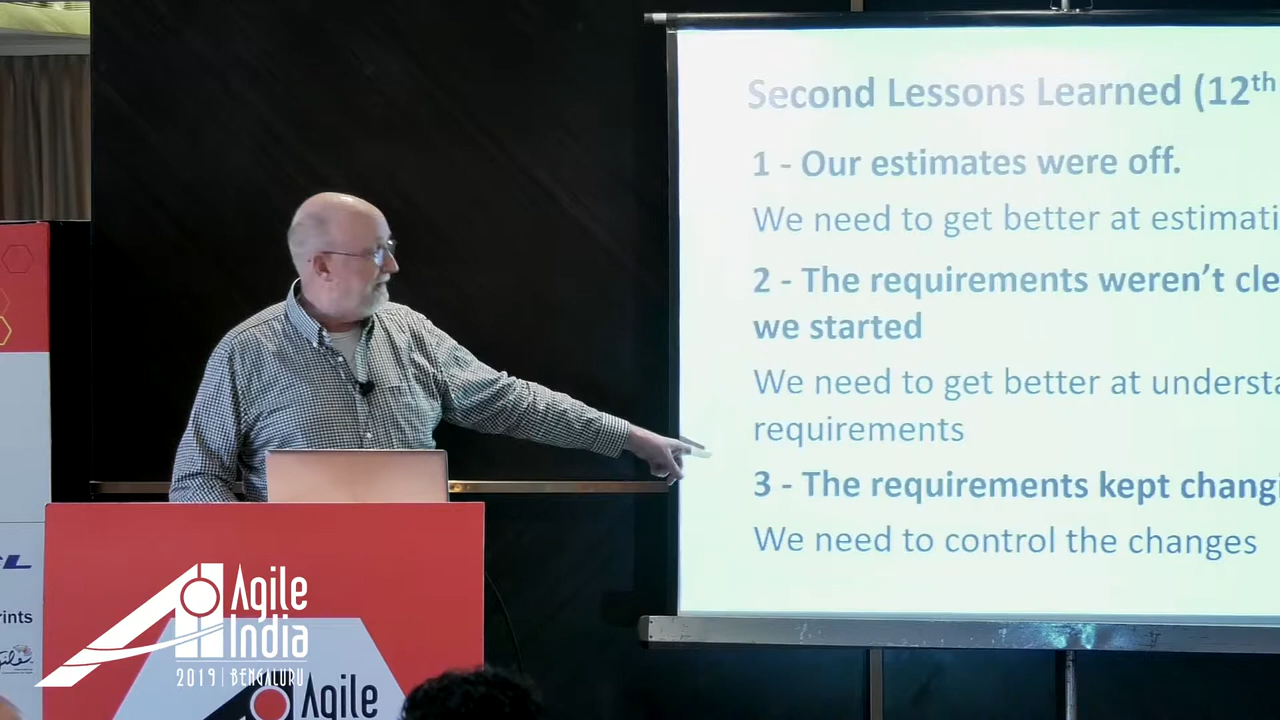 Second Lessons Learned (12th
1 - Our estimates were off.
We need to get better at estimati
2 - The requirements weren't cle
we started
We need to get better at understa
requirements
3 - The requirements kept changi
We need to control the changes
rints
Agile
India
2019 | BENGALURU
Agile